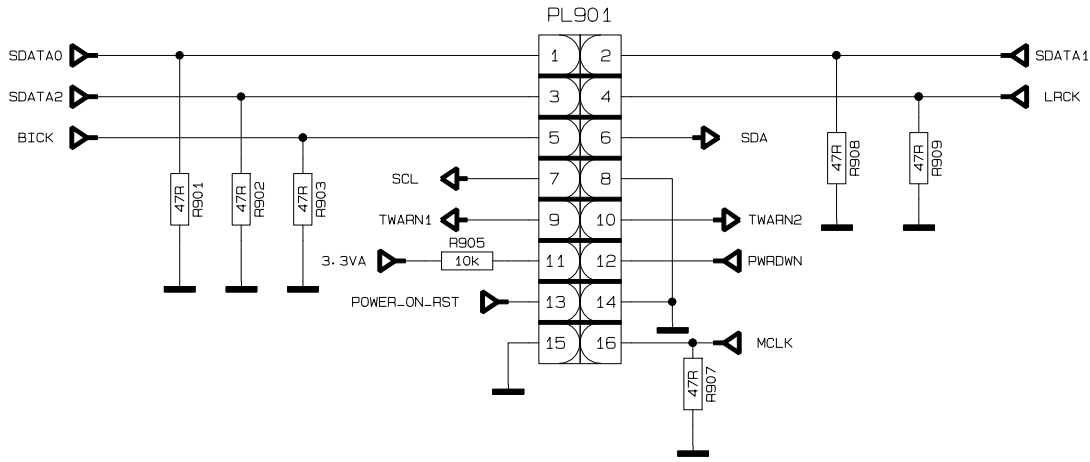 PL901
SDATA0 1 2 SDATA1
SDATA2 3 4 LRCK
BICK 5 6 SDA
47R R908
47R R909
SCL 7 8
47R R901
47R R902
47R R903
TWARN1 9 10 TWARN2
R905
3.3VA 10k 11 12 PWRDWN
POWER_ON_RST 13 14
15 16 MCLK
47R R907